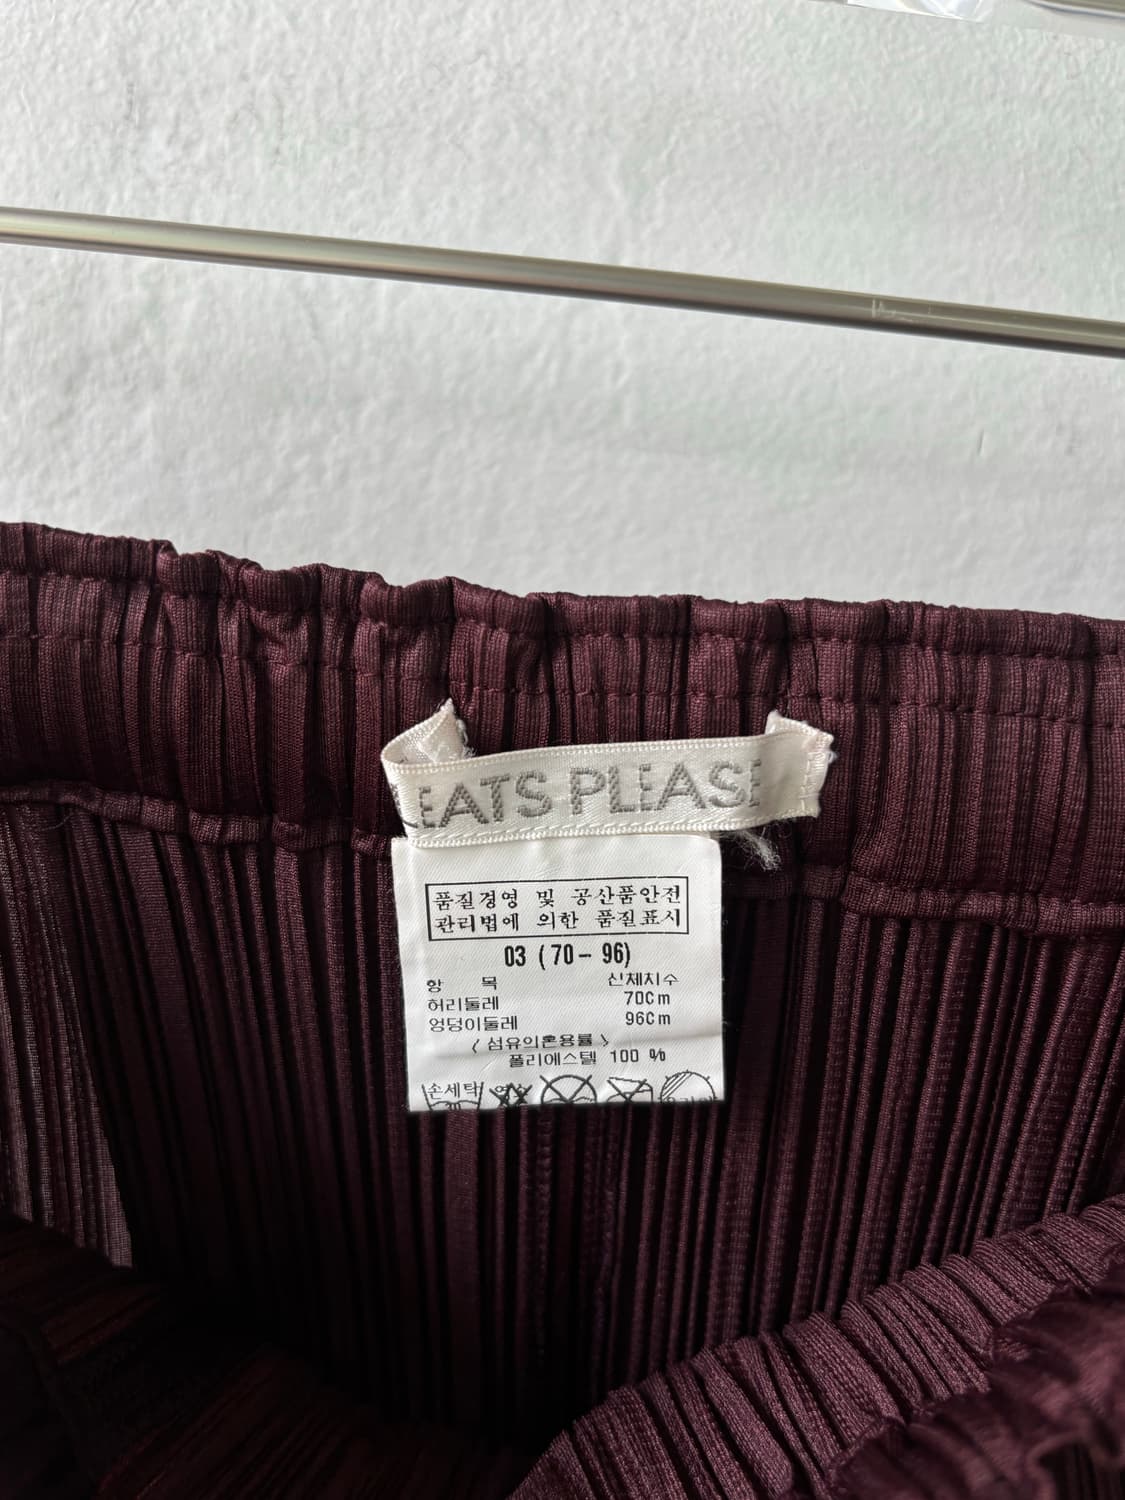 LEATS PLEASE
품질경영 및 공산품안전
관리법에 의한 품질표시
03 (70-96)
항 목 신체치수
허리둘레 70Cm
엉덩이둘레 96Cm
〈 섬유의혼용률 〉
폴리에스텔 100 %
손세탁
30